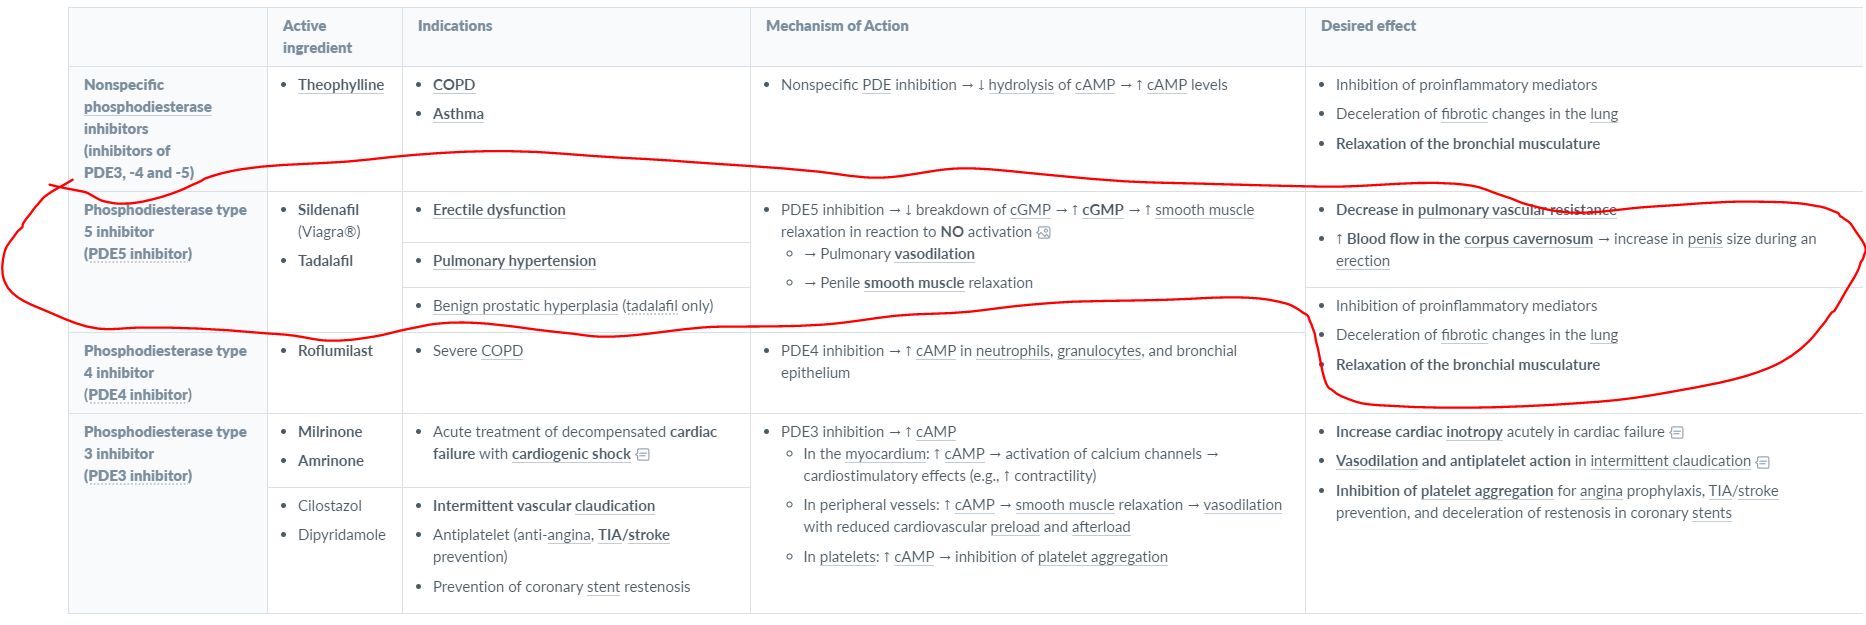 Active ingredient
Indications
Mechanism of Action
Desired effect
Nonspecific
phosphodiesterase
inhibitors
(inhibitors of
PDE3, -4 and -5)
• Theophylline
• COPD
• Asthma
• Nonspecific PDE inhibition → ↓ hydrolysis of cAMP → ↑ cAMP levels
• Inhibition of proinflammatory mediators
• Deceleration of fibrotic changes in the lung
• Relaxation of the bronchial musculature
Phosphodiesterase type
5 inhibitor
(PDE5 inhibitor)
• Sildenafil
(Viagra®)
• Tadalafil
• Erectile dysfunction
• Pulmonary hypertension
• Benign prostatic hyperplasia (tadalafil only)
• PDE5 inhibition → ↓ breakdown of cGMP → ↑ cGMP → ↑ smooth muscle
relaxation in reaction to NO activation
◦ → Pulmonary vasodilation
◦ → Penile smooth muscle relaxation
• Decrease in pulmonary vascular resistance
• ↑ Blood flow in the corpus cavernosum → increase in penis size during an
erection
• Inhibition of proinflammatory mediators
• Deceleration of fibrotic changes in the lung
• Relaxation of the bronchial musculature
Phosphodiesterase type
4 inhibitor
(PDE4 inhibitor)
• Roflumilast
• Severe COPD
• PDE4 inhibition → ↑ cAMP in neutrophils, granulocytes, and bronchial
epithelium
Phosphodiesterase type
3 inhibitor
(PDE3 inhibitor)
• Milrinone
• Amrinone
• Acute treatment of decompensated cardiac
failure with cardiogenic shock
• Cilostazol
• Dipyridamole
• Intermittent vascular claudication
• Antiplatelet (anti-angina, TIA/stroke
prevention)
• Prevention of coronary stent restenosis
• PDE3 inhibition → ↑ cAMP
◦ In the myocardium: ↑ cAMP → activation of calcium channels →
cardiostimulatory effects (e.g., ↑ contractility)
◦ In peripheral vessels: ↑ cAMP → smooth muscle relaxation → vasodilation
with reduced cardiovascular preload and afterload
◦ In platelets: ↑ cAMP → inhibition of platelet aggregation
• Increase cardiac inotropy acutely in cardiac failure
• Vasodilation and antiplatelet action in intermittent claudication
• Inhibition of platelet aggregation for angina prophylaxis, TIA/stroke
prevention, and deceleration of restenosis in coronary stents